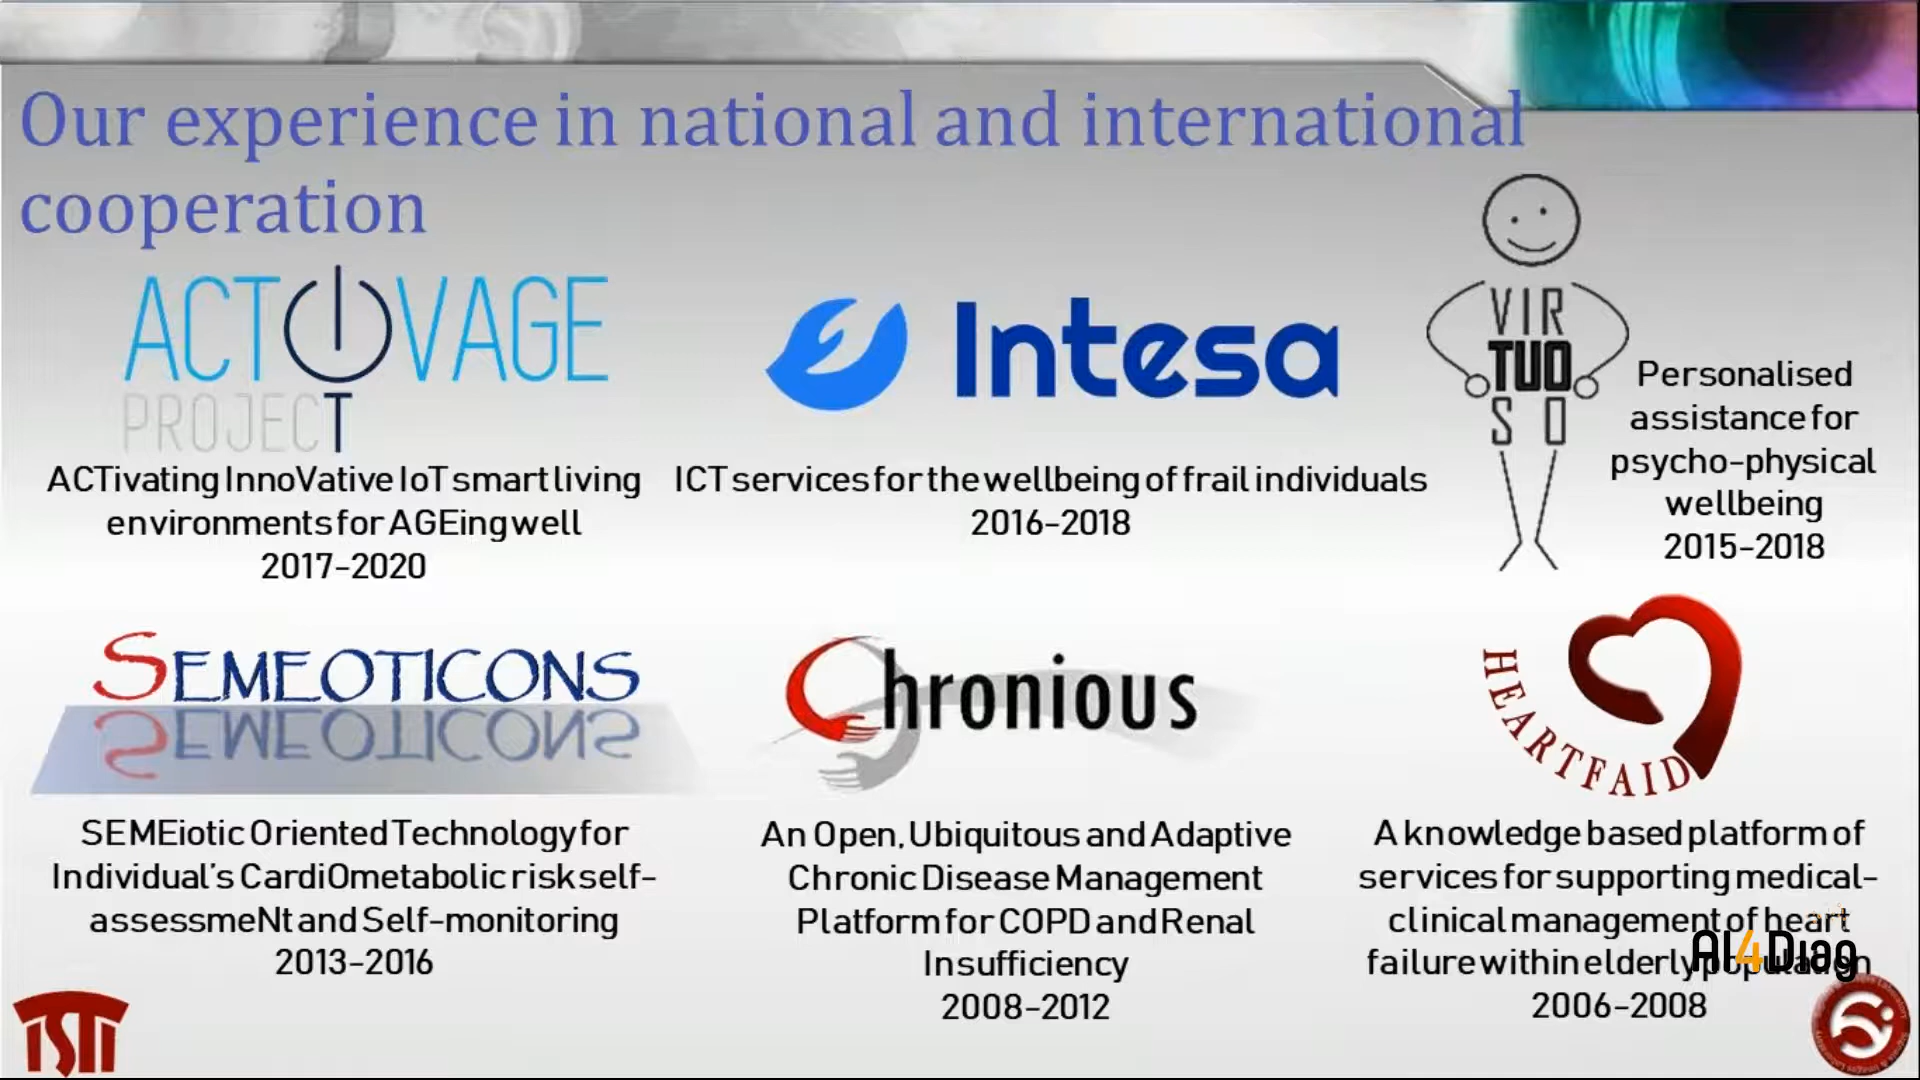 Our experience in national and international
cooperation
ACTIVAGE
PROJECT
ACTivating InnoVative IoT smart living
environments for AGEing well
2017-2020
Intesa
ICT services for the wellbeing of frail individuals
2016-2018
VIR
TUO
SO
Personalised
assistance for
psycho-physical
wellbeing
2015-2018
SEMEOTICONS
SEMEiotic Oriented Technology for
Individual's CardiOmetabolic risk self-
assessmeNt and Self-monitoring
2013-2016
Chronious
An Open, Ubiquitous and Adaptive
Chronic Disease Management
Platform for COPD and Renal
Insufficiency
2008-2012
HEARTFAID
A knowledge based platform of
services for supporting medical-
clinical management of heart
failure within elderly population
2006-2008
AI4Diag
ISTI